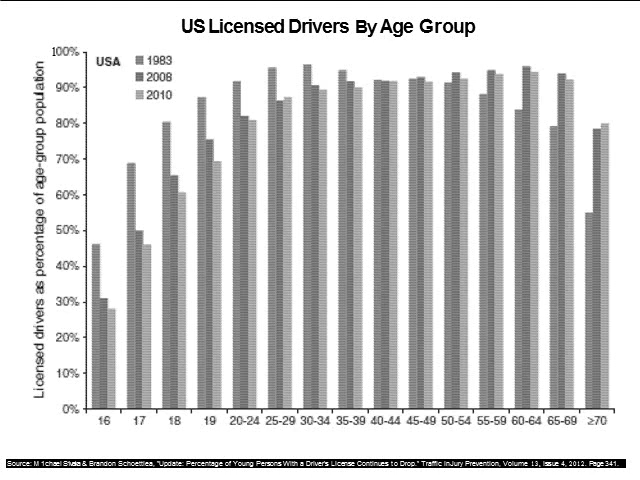 US Licensed Drivers By Age Group
Licensed drivers as percentage of age-group population
100%
90%
80%
70%
60%
50%
40%
30%
20%
10%
0%
USA
1983
2008
2010
16 17 18 19 20-24 25-29 30-34 35-39 40-44 45-49 50-54 55-59 60-64 65-69 ≥70
Source: Michael & Brandon Schoettlea, "Update: Percentage of Young Persons With a Driver's License Continues to Drop." Traffic Injury Prevention, Volume 13, Issue 4, 2012. Page 341.